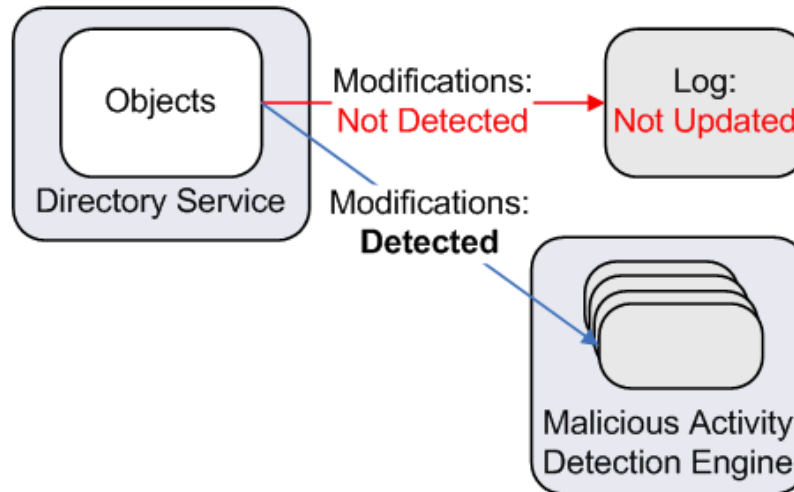 Objects
Directory Service
Modifications:
Not Detected
Log:
Not Updated
Modifications:
Detected
Malicious Activity
Detection Engine